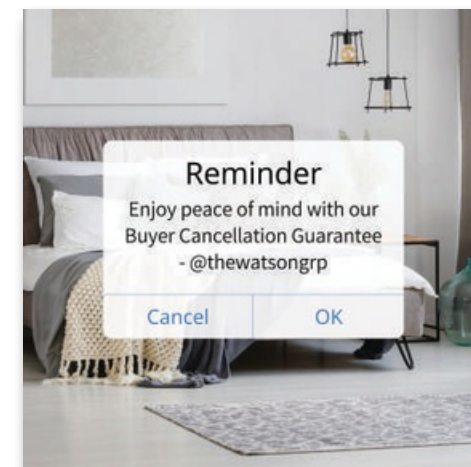 Reminder
Enjoy peace of mind with our
Buyer Cancellation Guarantee
- @thewatsongrp
Cancel
OK